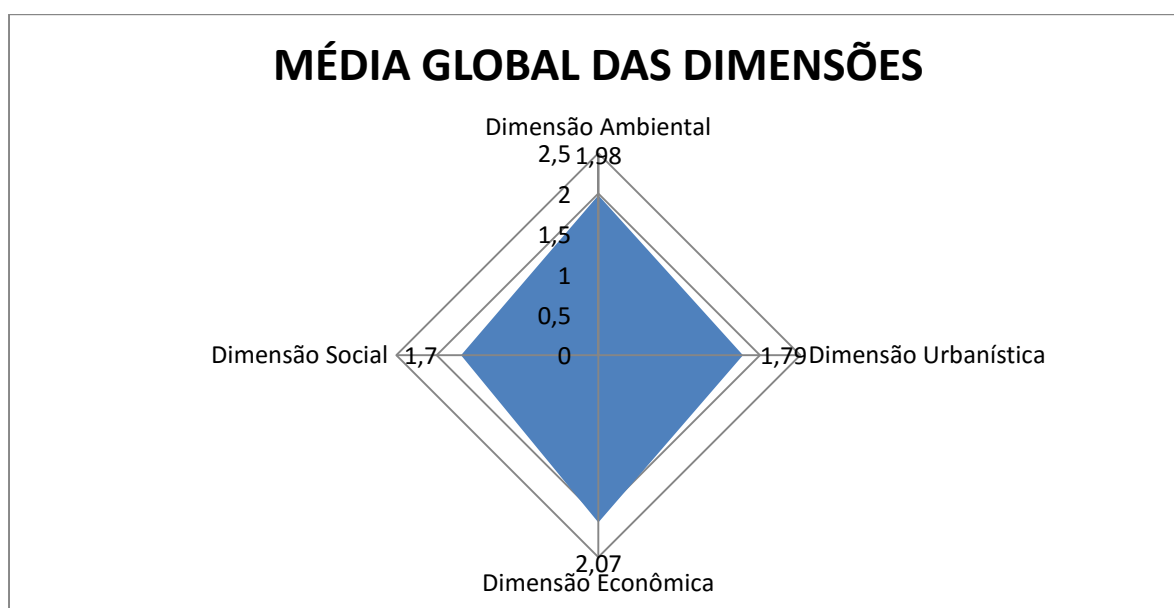 MÉDIA GLOBAL DAS DIMENSÕES
Dimensão Ambiental
2,5
1,98
2
1,5
1
0,5
0
Dimensão Social
1,7
1,79
Dimensão Urbanística
2,07
Dimensão Econômica